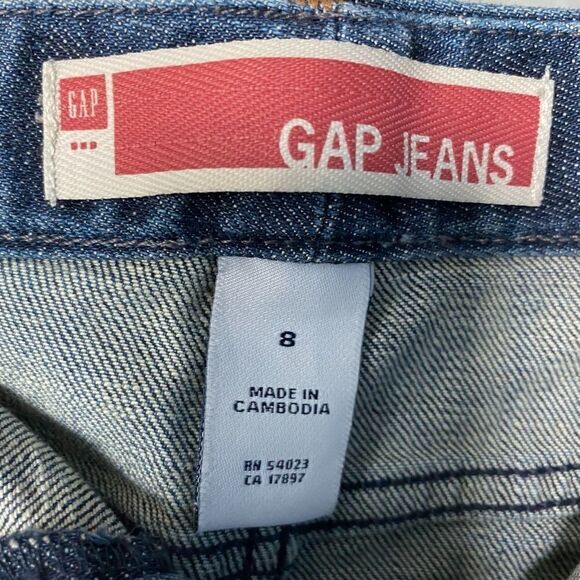 GAP
GAP JEANS
8
MADE IN
CAMBODIA
RN 54023
CA 17897